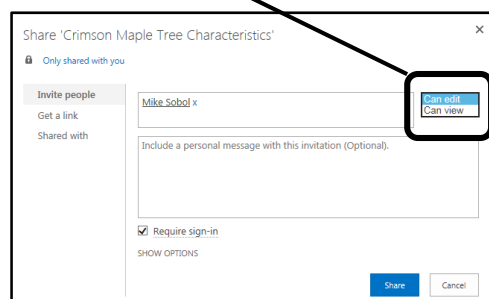 Share 'Crimson Maple Tree Characteristics'
Only shared with you
Invite people
Get a link
Shared with
Mike Sobol x
Can edit
Can view
Include a personal message with this invitation (Optional).
Require sign-in
SHOW OPTIONS
Share
Cancel